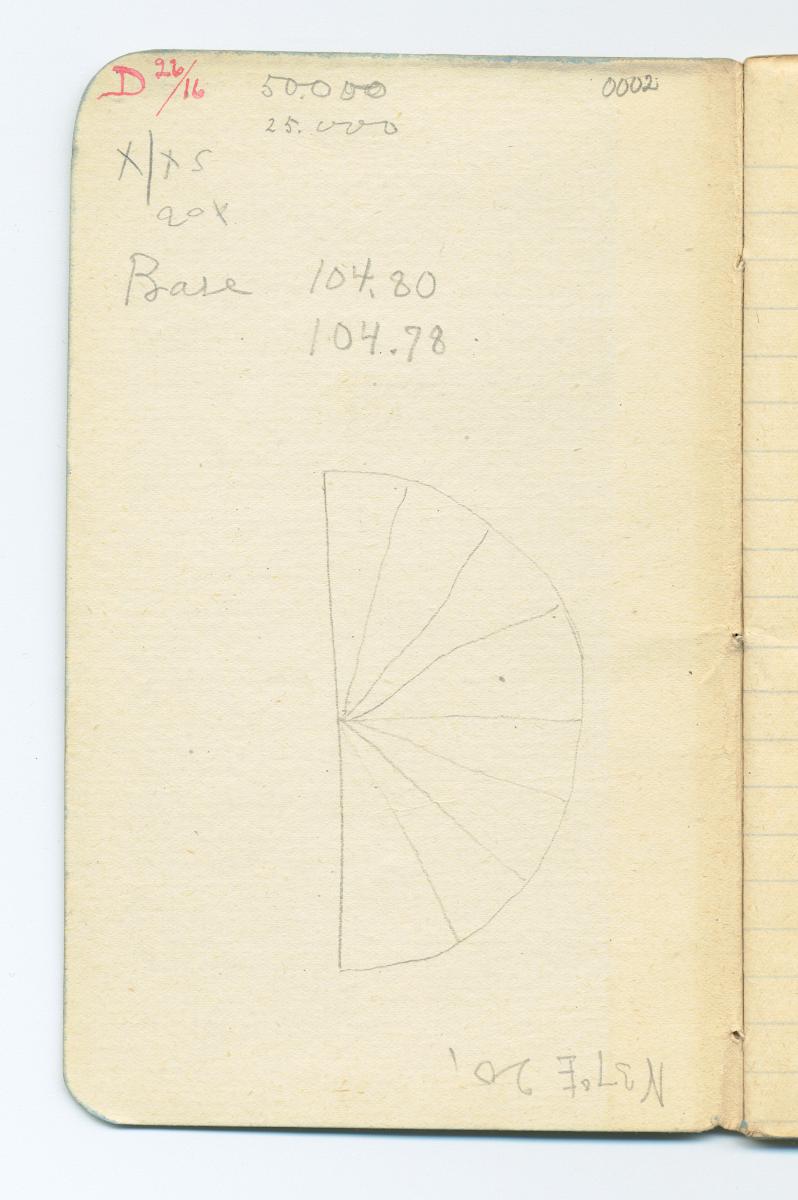 D 26/16 50.000 0002
25.000
X/x5
20x
Base 104.80
104.78
N37°E 20'